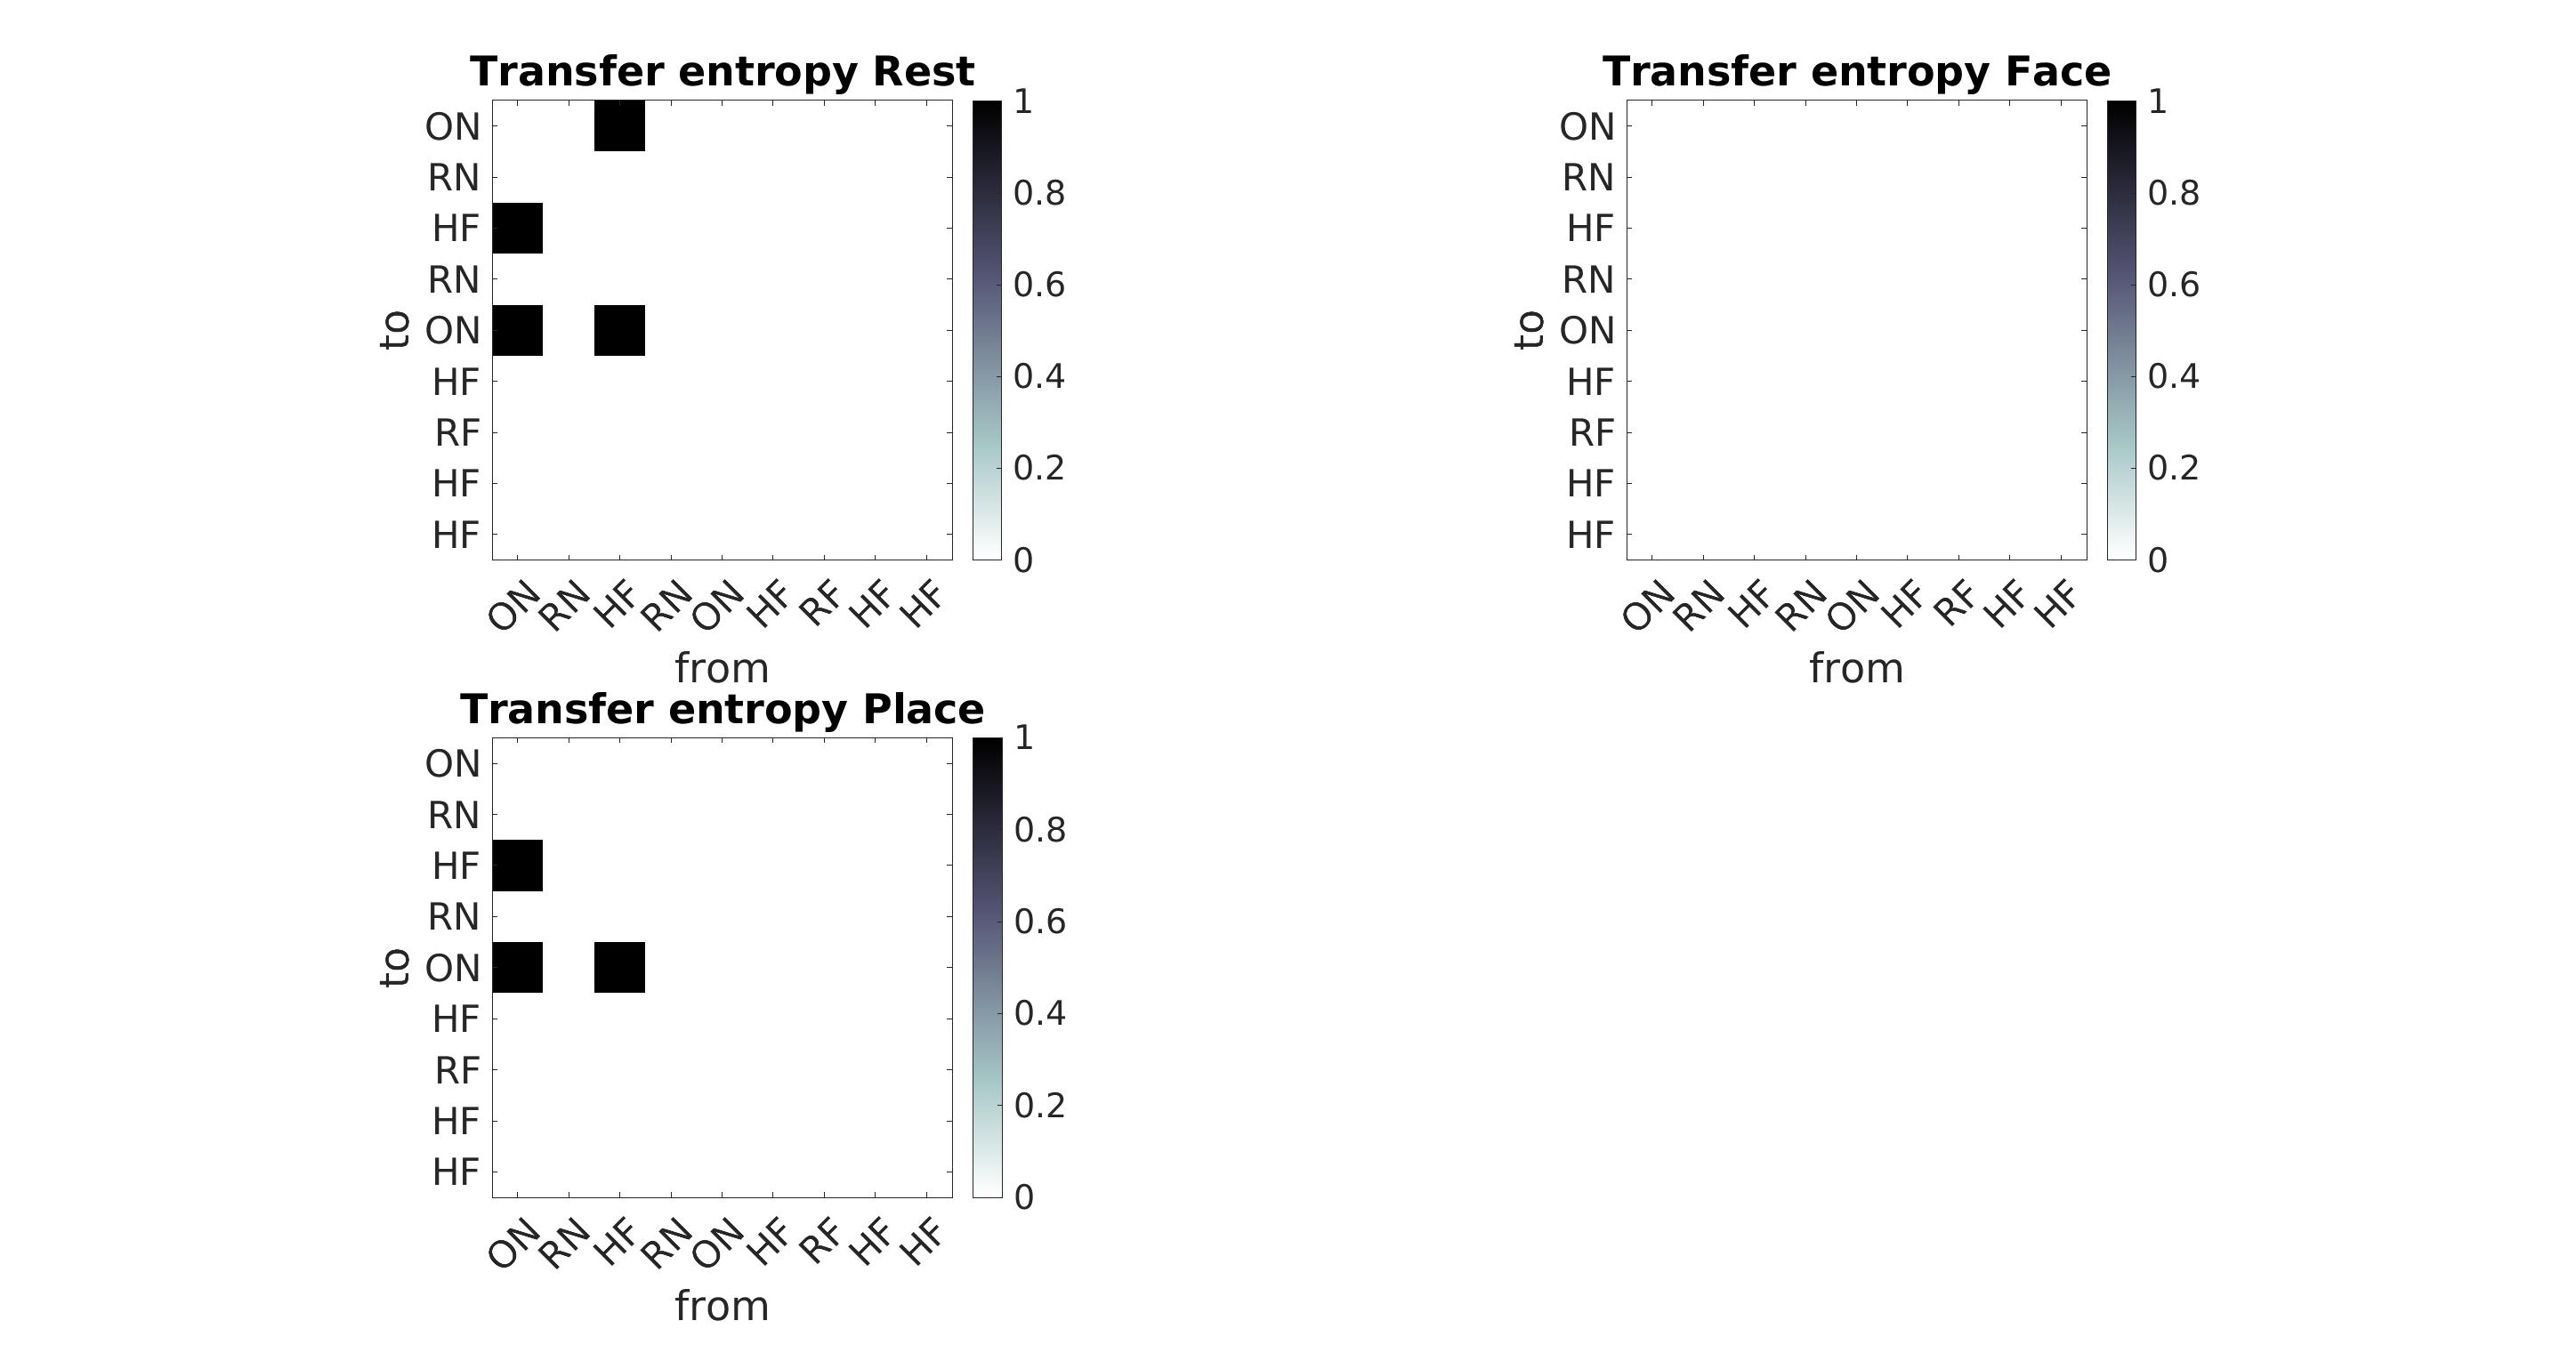 Transfer entropy Rest
ON
RN
HF
RN
ON
HF
RF
HF
HF
to
1
0.8
0.6
0.4
0.2
0
ON RN HF RN ON HF RF HF HF
from
Transfer entropy Face
ON
RN
HF
RN
ON
HF
RF
HF
HF
to
1
0.8
0.6
0.4
0.2
0
ON RN HF RN ON HF RF HF HF
from
Transfer entropy Place
ON
RN
HF
RN
ON
HF
RF
HF
HF
to
1
0.8
0.6
0.4
0.2
0
ON RN HF RN ON HF RF HF HF
from